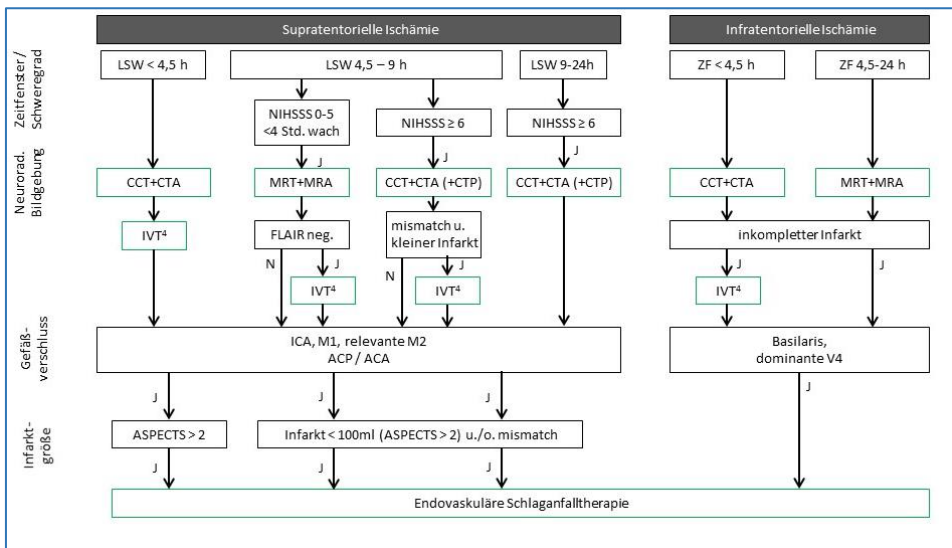 Supratentorielle Ischämie
Infratentorielle Ischämie
Zeitfenster /
Schweregrad
LSW < 4,5 h
LSW 4,5 – 9 h
LSW 9-24h
ZF < 4,5 h
ZF 4,5-24 h
NIHSSS 0-5
<4 Std. wach
NIHSSS ≥ 6
NIHSSS ≥ 6
J
J
J
Neurorad.
Bildgebung
CCT+CTA
MRT+MRA
CCT+CTA (+CTP)
CCT+CTA (+CTP)
CCT+CTA
MRT+MRA
IVT⁴
FLAIR neg.
mismatch u.
kleiner Infarkt
inkompletter Infarkt
N
J
N
J
J
J
IVT⁴
IVT⁴
IVT⁴
Gefäß-
verschluss
ICA, M1, relevante M2
ACP / ACA
Basilaris,
dominante V4
J
J
J
J
Infarkt-
größe
ASPECTS > 2
Infarkt < 100ml (ASPECTS > 2) u./o. mismatch
J
J
J
Endovaskuläre Schlaganfalltherapie